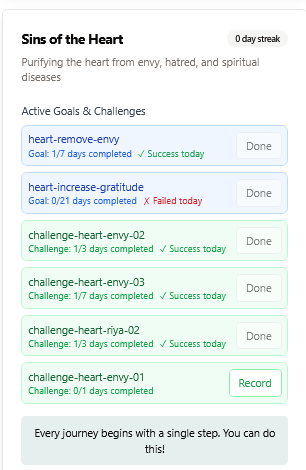 Sins of the Heart
0 day streak
Purifying the heart from envy, hatred, and spiritual
diseases
Active Goals & Challenges
heart-remove-envy
Goal: 1/7 days completed ✓ Success today
Done
heart-increase-gratitude
Goal: 0/21 days completed ✗ Failed today
Done
challenge-heart-envy-02
Challenge: 1/3 days completed ✓ Success today
Done
challenge-heart-envy-03
Challenge: 1/7 days completed ✓ Success today
Done
challenge-heart-riya-02
Challenge: 1/3 days completed ✓ Success today
Done
challenge-heart-envy-01
Challenge: 0/1 days completed
Record
Every journey begins with a single step. You can do
this!